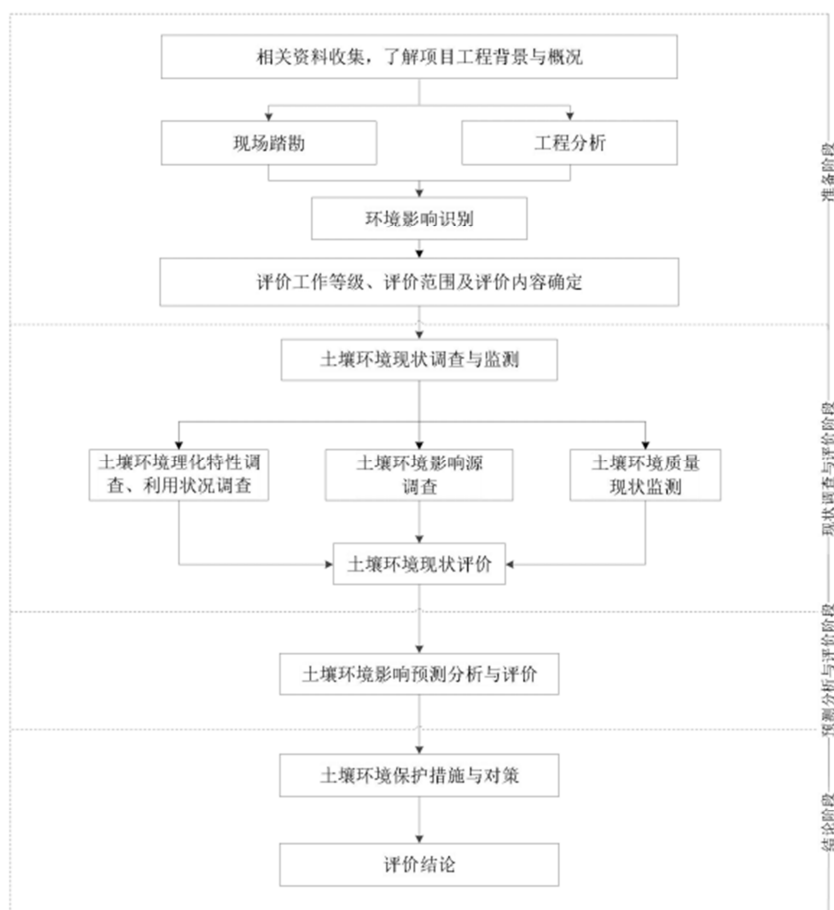 相关资料收集，了解项目工程背景与概况
现场踏勘
工程分析
环境影响识别
评价工作等级、评价范围及评价内容确定
准备阶段
土壤环境现状调查与监测
土壤环境理化特性调
查、利用状况调查
土壤环境影响源
调查
土壤环境质量
现状监测
土壤环境现状评价
现状调查与评价阶段
土壤环境影响预测分析与评价
预测分析与评价阶段
土壤环境保护措施与对策
评价结论
结论阶段